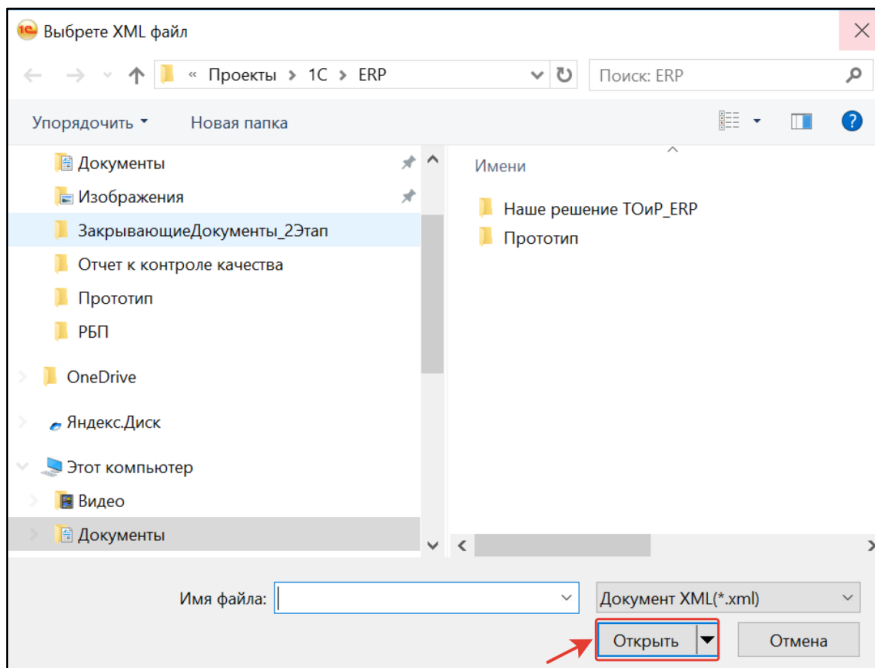 1С Выбрете XML файл
« Проекты > 1С > ERP
Поиск: ERP
Упорядочить
Новая папка
?
Документы
Изображения
ЗакрывающиеДокументы_2Этап
Отчет к контроле качества
Прототип
РБП
OneDrive
Яндекс.Диск
Этот компьютер
Видео
Документы
Имени
Наше решение ТОиР_ERP
Прототип
Имя файла:
Документ XML(*.xml)
Открыть
Отмена